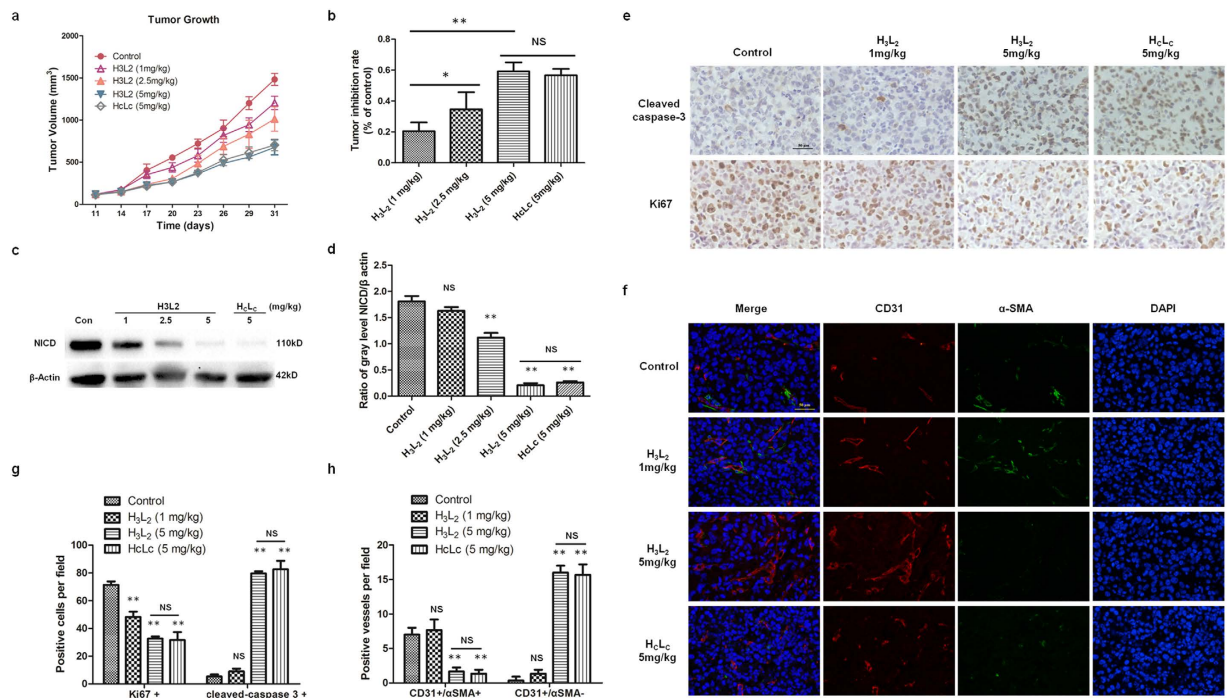 a
Tumor Growth
Tumor Volume (mm³)
2000
1500
1000
500
0
11 14 17 20 23 26 29 31
Time (days)
Control
H3L2 (1mg/kg)
H3L2 (2.5mg/kg)
H3L2 (5mg/kg)
HcLc (5mg/kg)
b
Tumor inhibition rate
(% of control)
0.8
0.6
0.4
0.2
0.0
**
*
NS
H₃L₂ (1 mg/kg)
H₃L₂ (2.5 mg/kg
H₃L₂ (5 mg/kg)
HcLc (5mg/kg)
c
H3L2 HCLC (mg/kg)
Con 1 2.5 5 5
NICD 110kD
β-Actin 42kD
d
Ratio of gray level NICD/β actin
2.5
2.0
1.5
1.0
0.5
0.0
NS
**
NS
** **
Control
H₃L₂ (1 mg/kg)
H₃L₂ (2.5 mg/kg)
H₃L₂ (5 mg/kg)
HcLc (5 mg/kg)
e
Control
H₃L₂
1mg/kg
H₃L₂
5mg/kg
HCLC
5mg/kg
Cleaved
caspase-3
Ki67
f
Merge CD31 α-SMA DAPI
Control
H₃L₂
1mg/kg
H₃L₂
5mg/kg
HCLC
5mg/kg
g
Control
H₃L₂ (1 mg/kg)
H₃L₂ (5 mg/kg)
HcLc (5 mg/kg)
Positive cells per field
100
80
60
40
20
0
**
NS
** **
NS
NS
** **
Ki67 + cleaved-caspase 3 +
h
Control
H₃L₂ (1 mg/kg)
H₃L₂ (5 mg/kg)
HcLc (5 mg/kg)
Positive vessels per field
20
15
10
5
0
NS
NS
** **
NS
NS
** **
CD31+/αSMA+ CD31+/αSMA-